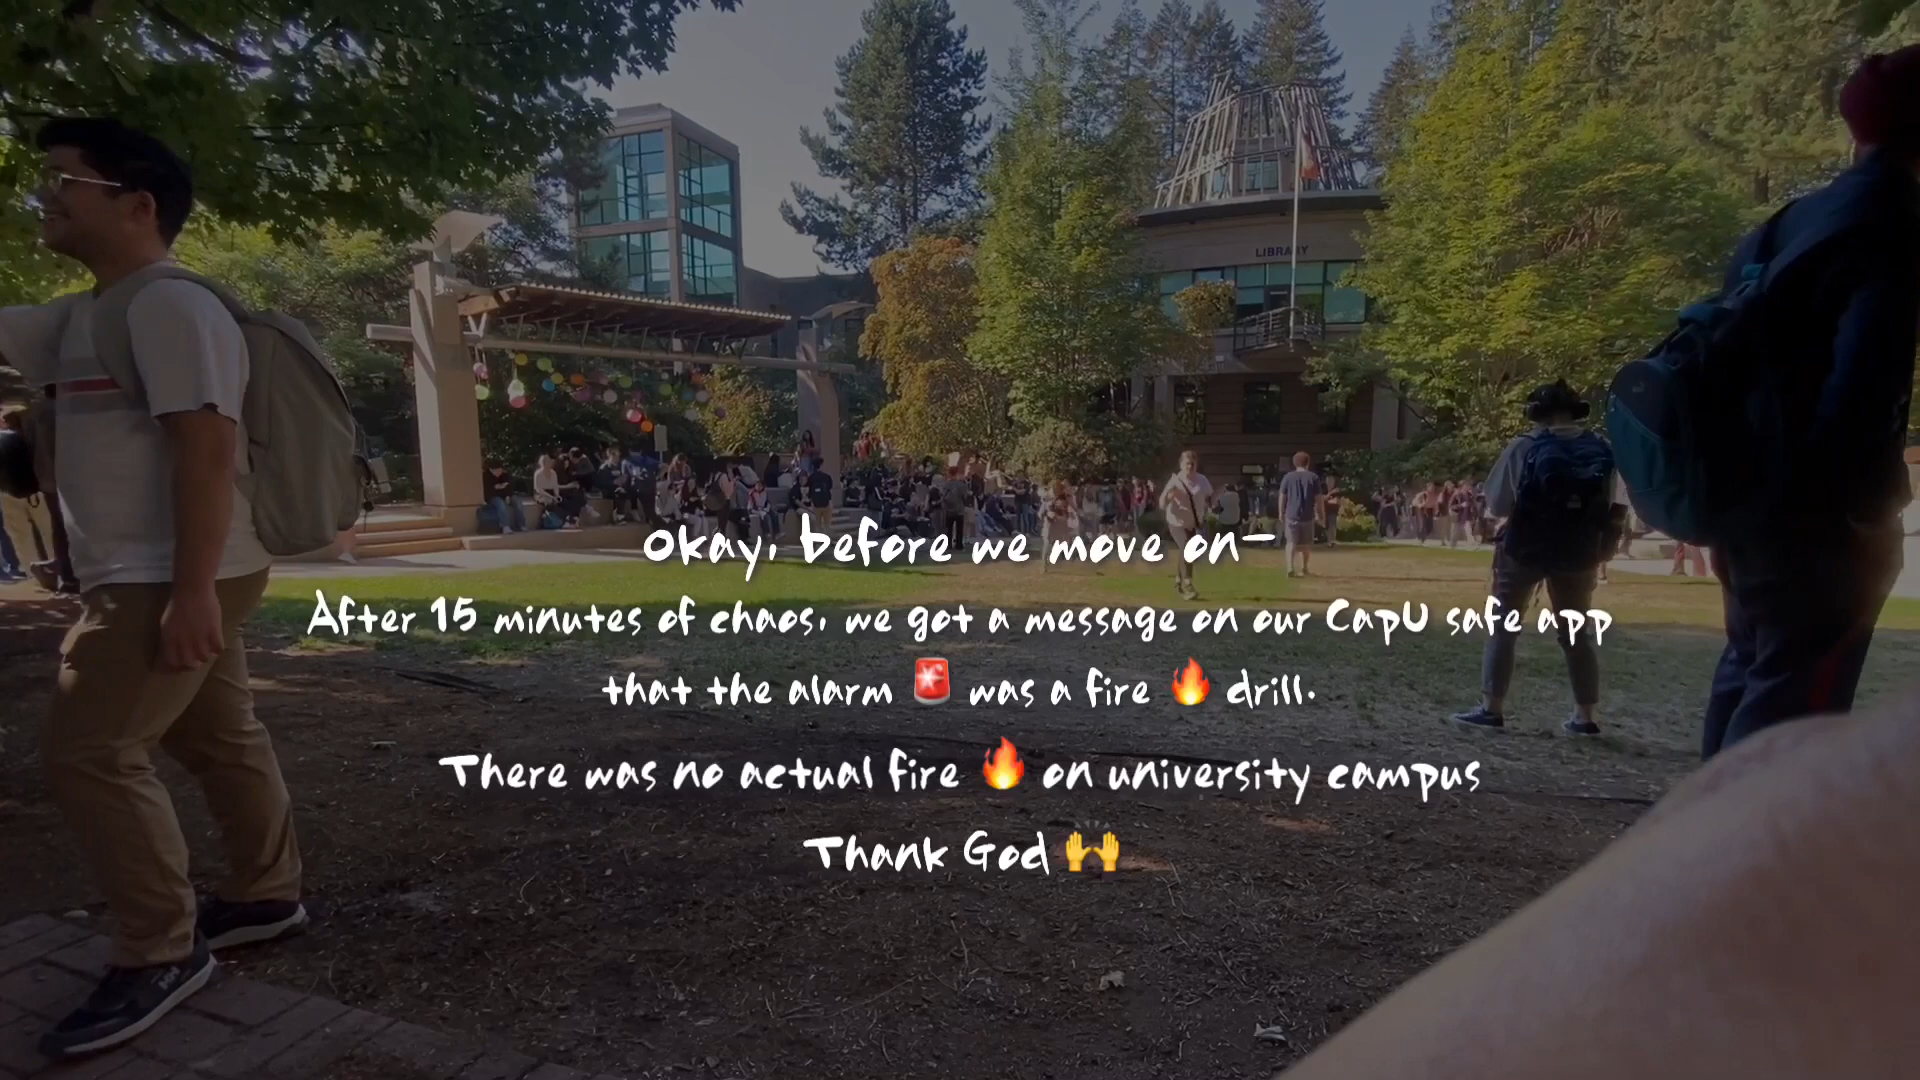 LIBRARY
Okay, before we move on-
After 15 minutes of chaos, we got a message on our CapU safe app
that the alarm 🚨 was a fire 🔥 drill.
There was no actual fire 🔥 on university campus
Thank God 🙌